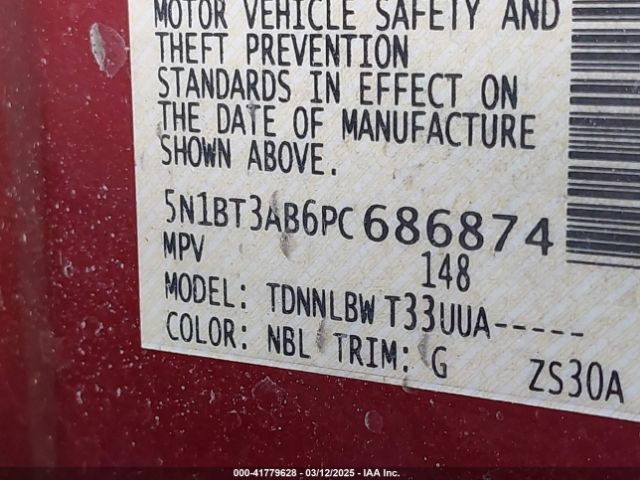 MOTOR VEHICLE SAFETY AND
THEFT PREVENTION
STANDARDS IN EFFECT ON
THE DATE OF MANUFACTURE
SHOWN ABOVE.
5N1BT3AB6PC686874
MPV 148
MODEL: TDNNLBW T33UUA-----
COLOR: NBL TRIM: G ZS30A
000-41779628 - 03/12/2025 - IAA Inc.